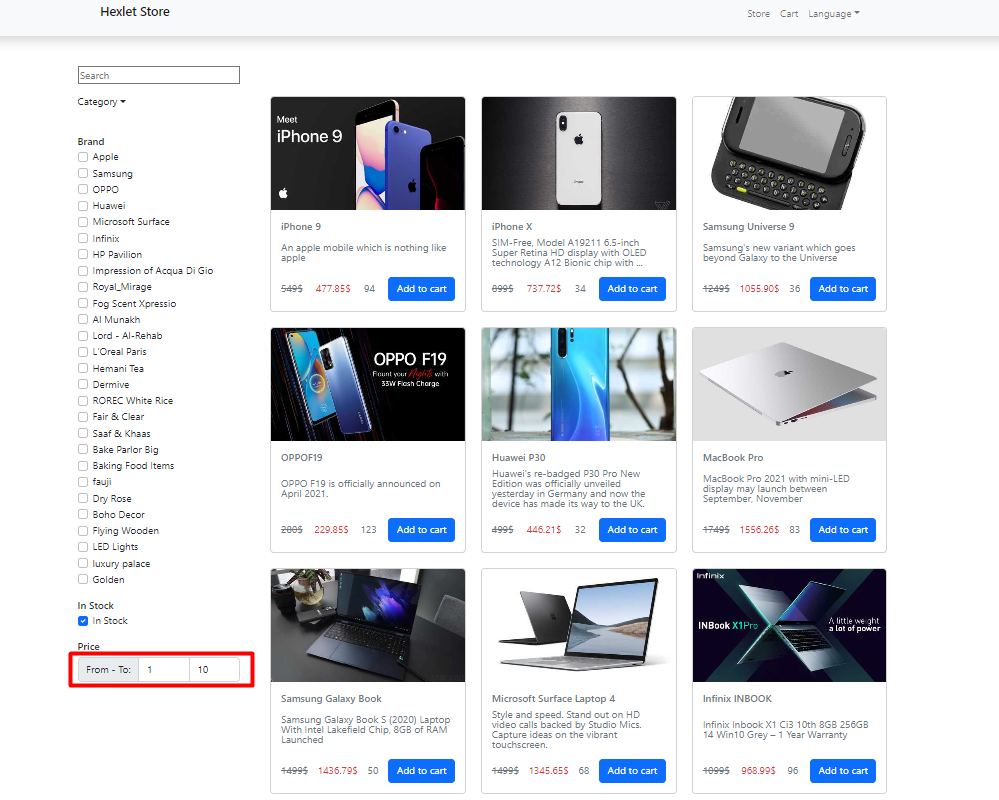 Hexlet Store
Store Cart Language
Search
Category
Brand
Apple
Samsung
OPPO
Huawei
Microsoft Surface
Infinix
HP Pavilion
Impression of Acqua Di Gio
Royal_Mirage
Fog Scent Xpressio
Al Munakh
Lord - Al-Rehab
L'Oreal Paris
Hemani Tea
Dermive
ROREC White Rice
Fair & Clear
Saaf & Khaas
Bake Parlor Big
Baking Food Items
fauji
Dry Rose
Boho Decor
Flying Wooden
LED Lights
luxury palace
Golden
In Stock
In Stock
Price
From - To: 1 10
Meet
iPhone 9
iPhone 9
An apple mobile which is nothing like
apple
549$ 477.85$ 94 Add to cart
iPhone X
SIM-Free, Model A19211 6.5-inch
Super Retina HD display with OLED
technology A12 Bionic chip with ...
899$ 737.72$ 34 Add to cart
Samsung Universe 9
Samsung's new variant which goes
beyond Galaxy to the Universe
1249$ 1055.90$ 36 Add to cart
OPPO F19
Flaunt your Nights with
33W Flash Charge
OPPOF19
OPPO F19 is officially announced on
April 2021.
280$ 229.85$ 123 Add to cart
Huawei P30
Huawei's re-badged P30 Pro New
Edition was officially unveiled
yesterday in Germany and now the
device has made its way to the UK.
499$ 446.21$ 32 Add to cart
MacBook Pro
MacBook Pro 2021 with mini-LED
display may launch between
September, November
1749$ 1556.26$ 83 Add to cart
Samsung Galaxy Book
Samsung Galaxy Book S (2020) Laptop
With Intel Lakefield Chip, 8GB of RAM
Launched
1499$ 1436.79$ 50 Add to cart
Microsoft Surface Laptop 4
Style and speed. Stand out on HD
video calls backed by Studio Mics.
Capture ideas on the vibrant
touchscreen.
1499$ 1345.65$ 68 Add to cart
Infinix
INBook X1Pro
A little weight
a lot of power
Infinix INBOOK
Infinix Inbook X1 Ci3 10th 8GB 256GB
14 Win10 Grey – 1 Year Warranty
1099$ 968.99$ 96 Add to cart